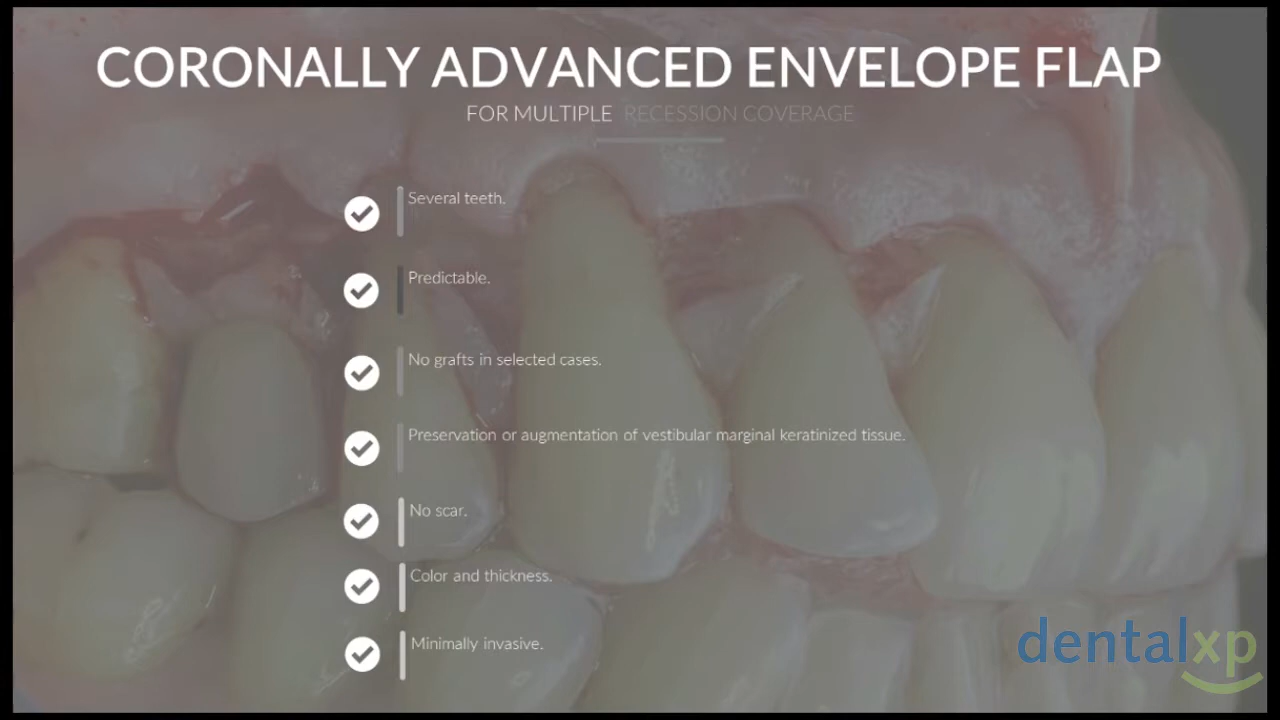 CORONALLY ADVANCED ENVELOPE FLAP
FOR MULTIPLE RECESSION COVERAGE
Several teeth.
Predictable.
No grafts in selected cases.
Preservation or augmentation of vestibular marginal keratinized tissue.
No scar.
Color and thickness.
Minimally invasive.
dentalxp